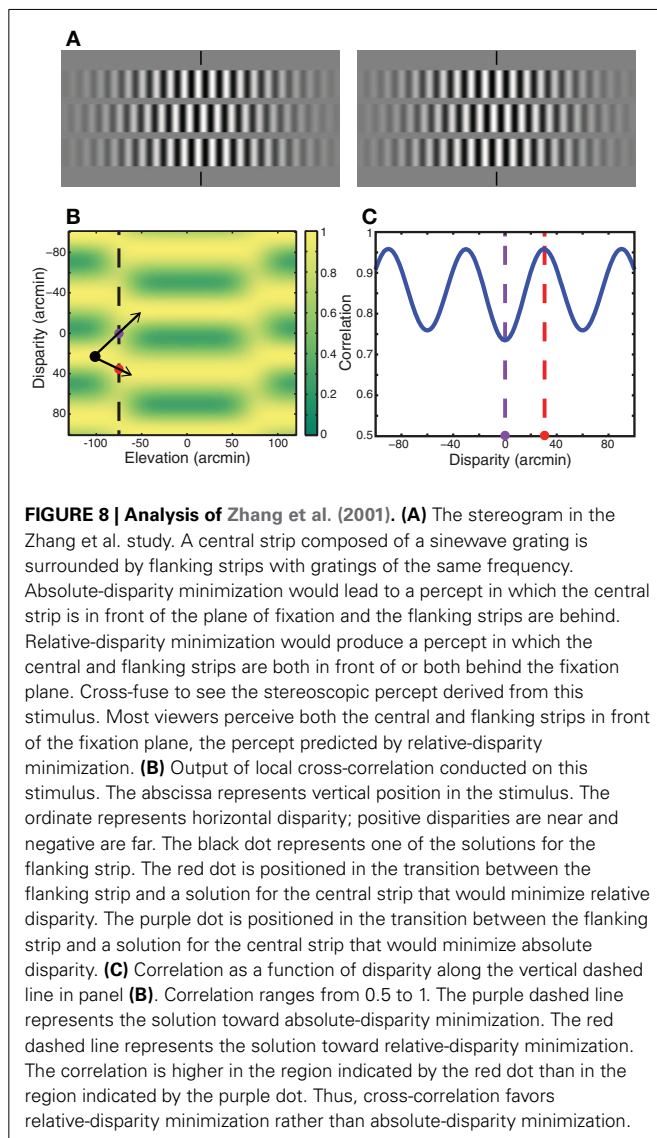 A
B
C
-80
-40
0
40
80
Disparity (arcmin)
-100
-50
0
50
100
Elevation (arcmin)
1
0.8
0.6
0.4
0.2
0
1
0.9
0.8
0.7
0.6
0.5
Correlation
-80
-40
0
40
80
Disparity (arcmin)
FIGURE 8 | Analysis of Zhang et al. (2001). (A) The stereogram in the
Zhang et al. study. A central strip composed of a sinewave grating is
surrounded by flanking strips with gratings of the same frequency.
Absolute-disparity minimization would lead to a percept in which the central
strip is in front of the plane of fixation and the flanking strips are behind.
Relative-disparity minimization would produce a percept in which the
central and flanking strips are both in front of or both behind the fixation
plane. Cross-fuse to see the stereoscopic percept derived from this
stimulus. Most viewers perceive both the central and flanking strips in front
of the fixation plane, the percept predicted by relative-disparity
minimization. (B) Output of local cross-correlation conducted on this
stimulus. The abscissa represents vertical position in the stimulus. The
ordinate represents horizontal disparity; positive disparities are near and
negative are far. The black dot represents one of the solutions for the
flanking strip. The red dot is positioned in the transition between the
flanking strip and a solution for the central strip that would minimize relative
disparity. The purple dot is positioned in the transition between the flanking
strip and a solution for the central strip that would minimize absolute
disparity. (C) Correlation as a function of disparity along the vertical dashed
line in panel (B). Correlation ranges from 0.5 to 1. The purple dashed line
represents the solution toward absolute-disparity minimization. The red
dashed line represents the solution toward relative-disparity minimization.
The correlation is higher in the region indicated by the red dot than in the
region indicated by the purple dot. Thus, cross-correlation favors
relative-disparity minimization rather than absolute-disparity minimization.